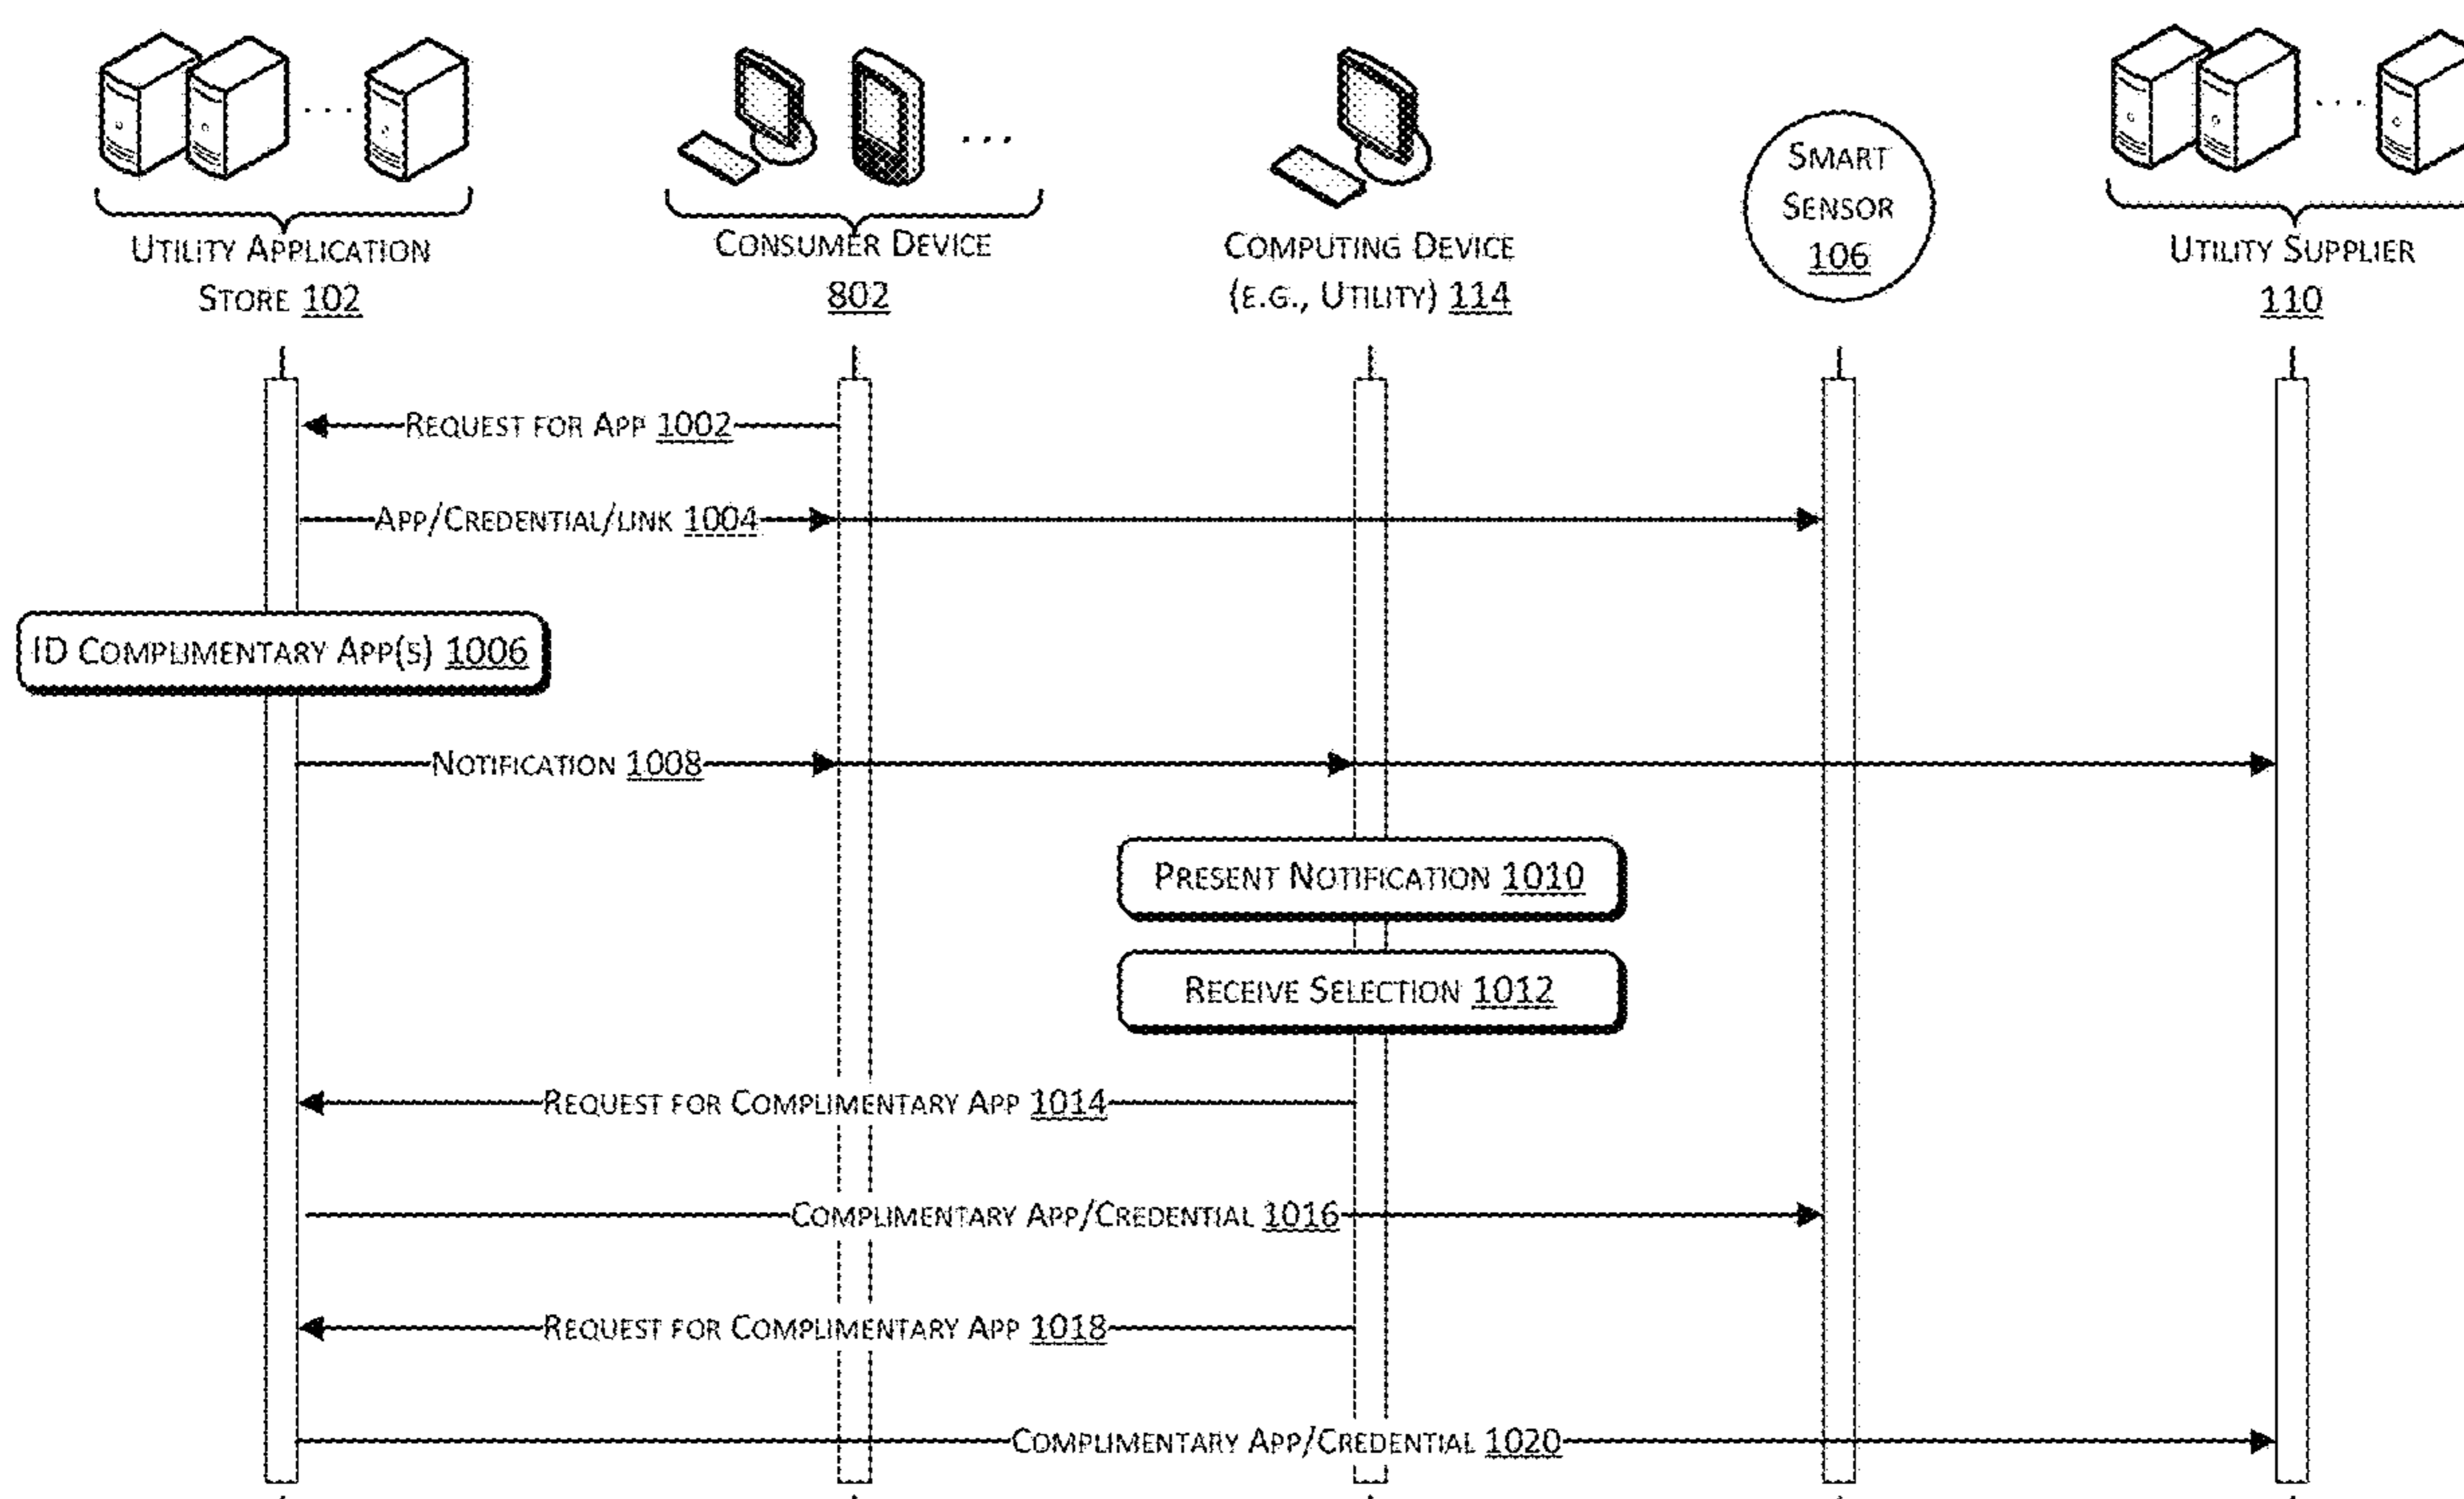 UTILITY APPLICATION
STORE 102
CONSUMER DEVICE
802
COMPUTING DEVICE
(E.G., UTILITY) 114
SMART
SENSOR
106
UTILITY SUPPLIER
110
REQUEST FOR APP 1002
APP/CREDENTIAL/LINK 1004
ID COMPLIMENTARY APP(S) 1006
NOTIFICATION 1008
PRESENT NOTIFICATION 1010
RECEIVE SELECTION 1012
REQUEST FOR COMPLIMENTARY APP 1014
COMPLIMENTARY APP/CREDENTIAL 1016
REQUEST FOR COMPLIMENTARY APP 1018
COMPLIMENTARY APP/CREDENTIAL 1020